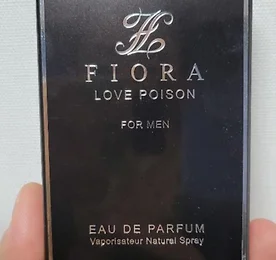 FIORA
LOVE POISON
FOR MEN
EAU DE PARFUM
Vaporisateur Natural Spray